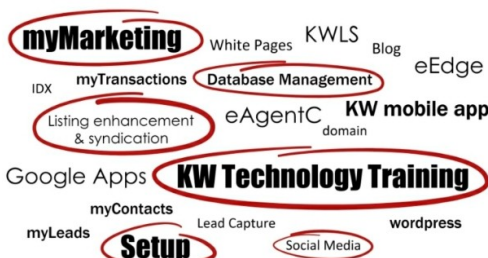 myMarketing
White Pages
KWLS
Blog
eEdge
IDX
myTransactions
Database Management
Listing enhancement
& syndication
eAgentC
domain
KW mobile app
Google Apps
KW Technology Training
myContacts
Lead Capture
wordpress
myLeads
Setup
Social Media